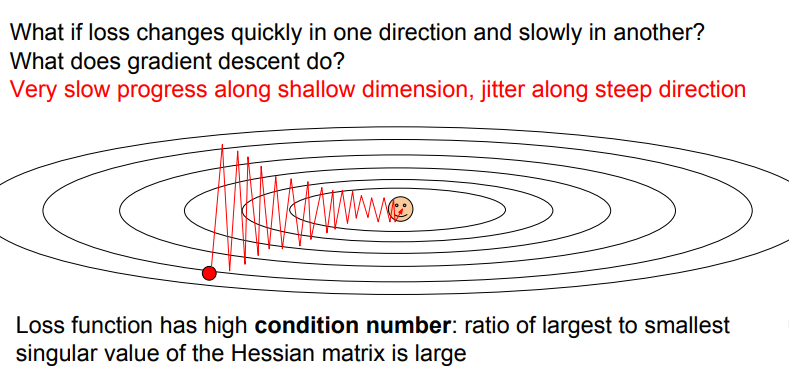 What if loss changes quickly in one direction and slowly in another?
What does gradient descent do?
Very slow progress along shallow dimension, jitter along steep direction
Loss function has high condition number: ratio of largest to smallest
singular value of the Hessian matrix is large